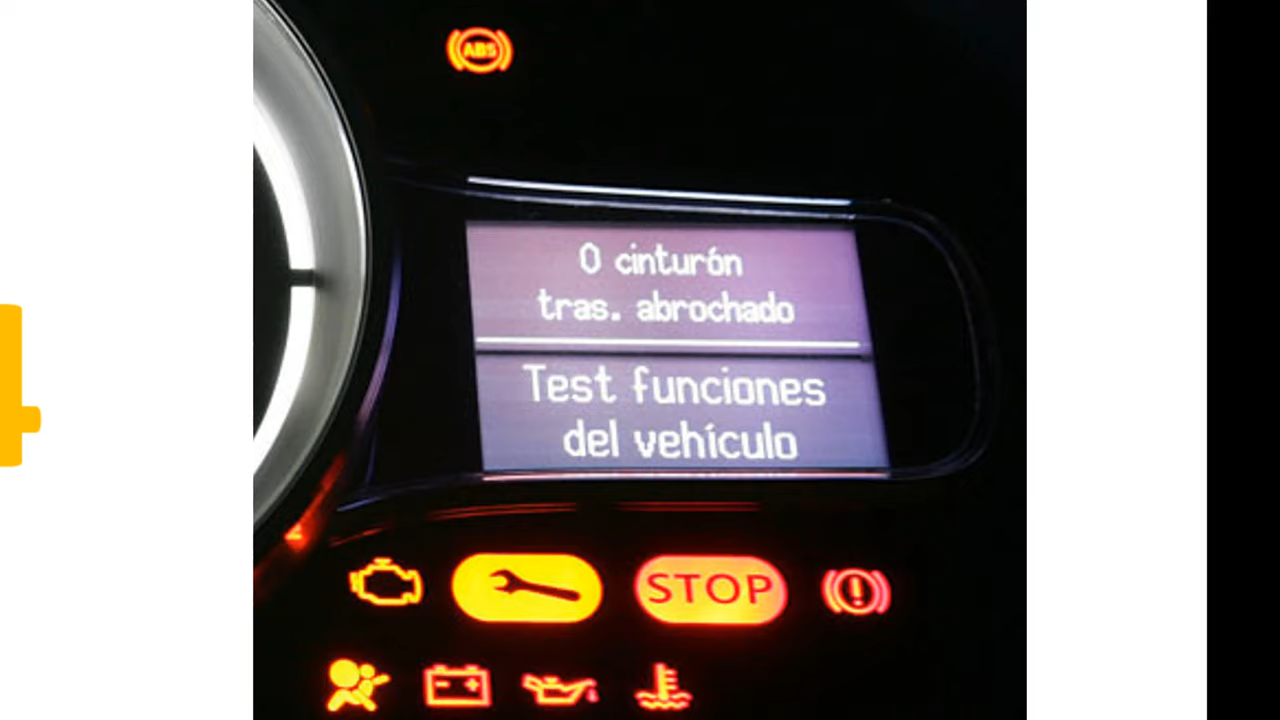 ABS
0 cinturón
tras. abrochado
Test funciones
del vehículo
STOP